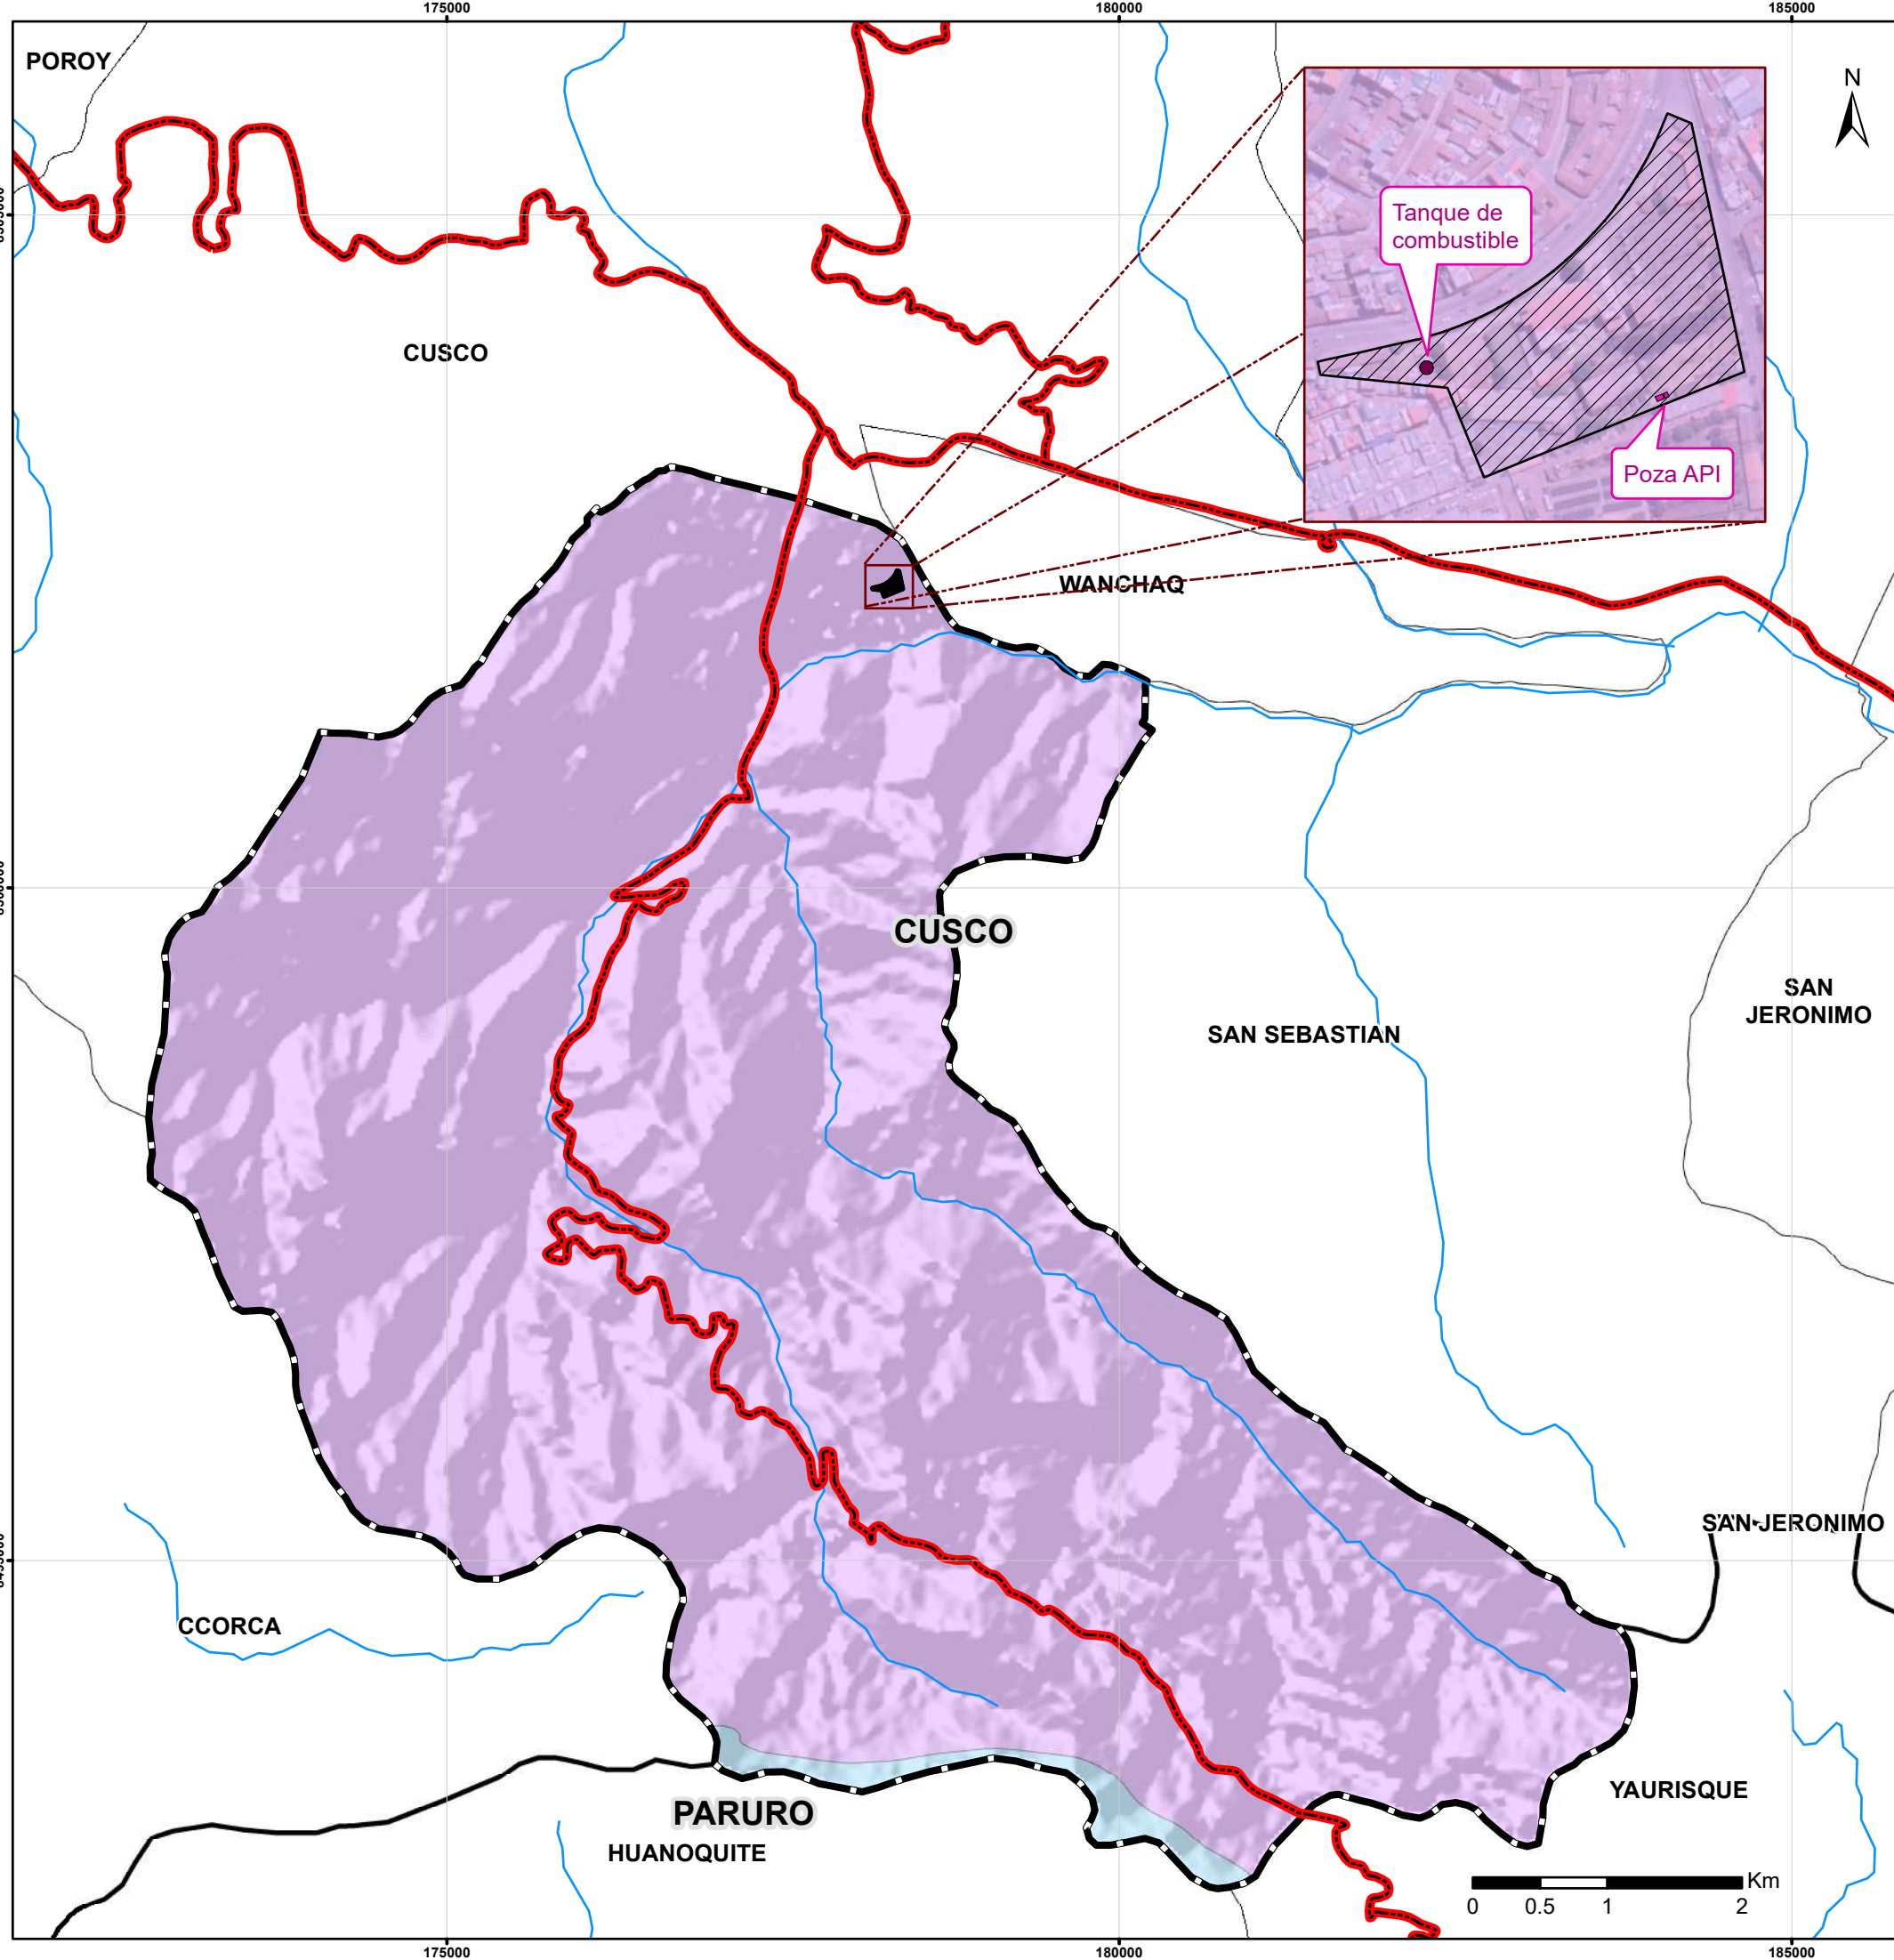 175000
180000
185000
POROY
N
Tanque de
combustible
CUSCO
Poza API
WANCHAQ
CUSCO
SAN
JERONIMO
SAN SEBASTIAN
SAN JERONIMO
CCORCA
YAURISQUE
PARURO
HUANOQUITE
Km
0 0.5 1 2
175000
180000
185000